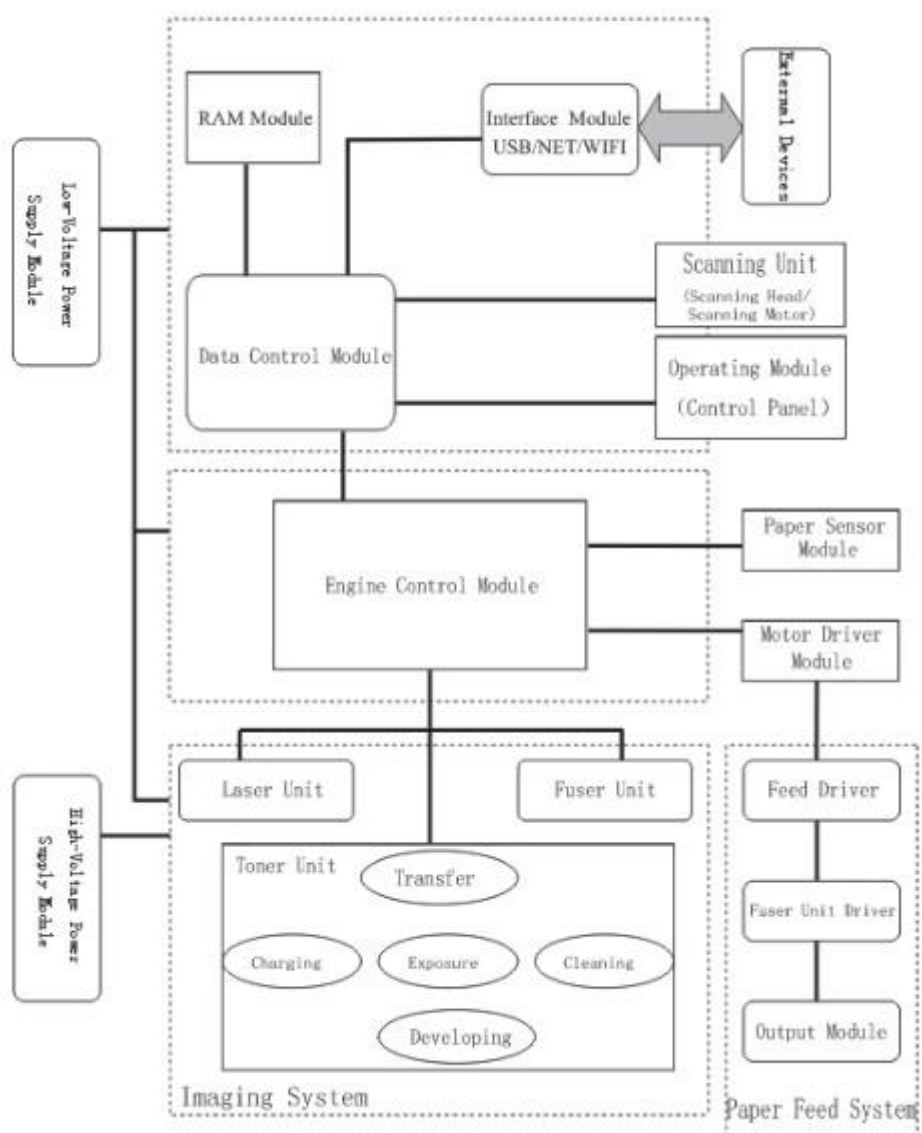 RAM Module
Interface Module
USB/NET/WIFI
External Devices
Low-Voltage Power
Supply Module
Scanning Unit
(Scanning Head/
Scanning Motor)
Data Control Module
Operating Module
(Control Panel)
Engine Control Module
Paper Sensor
Module
Motor Driver
Module
High-Voltage Power
Supply Module
Laser Unit
Fuser Unit
Feed Driver
Toner Unit
Transfer
Charging
Exposure
Cleaning
Developing
Fuser Unit Driver
Output Module
Imaging System
Paper Feed System